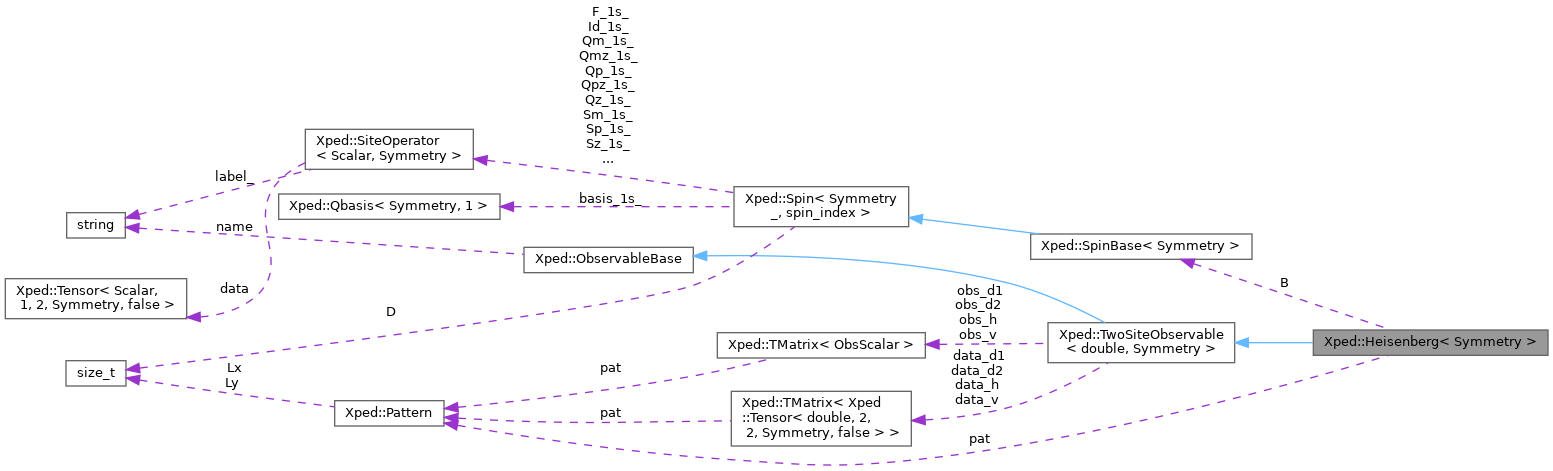 F_1s_
Id_1s_
Qm_1s_
Qmz_1s_
Qp_1s_
Qpz_1s_
Qz_1s_
Sm_1s_
Sp_1s_
Sz_1s_
...
Xped::SiteOperator
< Scalar, Symmetry >
label_
Xped::Qbasis< Symmetry, 1 >
basis_1s_
Xped::Spin< Symmetry
_, spin_index >
string
name
Xped::ObservableBase
Xped::SpinBase< Symmetry >
Xped::Tensor< Scalar,
1, 2, Symmetry, false >
data
D
B
obs_d1
obs_d2
obs_h
obs_v
Xped::TwoSiteObservable
< double, Symmetry >
Xped::Heisenberg< Symmetry >
Xped::TMatrix< ObsScalar >
data_d1
data_d2
data_h
data_v
size_t
Lx
Ly
pat
Xped::Pattern
pat
Xped::TMatrix< Xped
::Tensor< double, 2,
2, Symmetry, false > >
pat